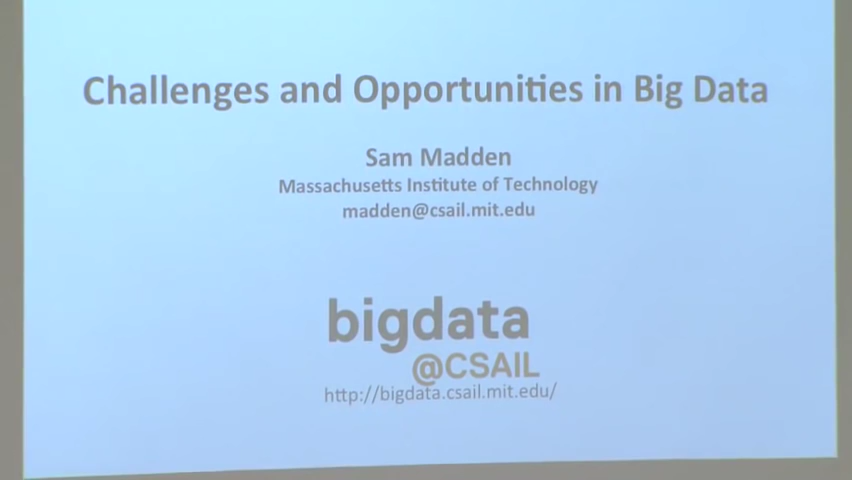 Challenges and Opportunities in Big Data
Sam Madden
Massachusetts Institute of Technology
madden@csail.mit.edu
bigdata
@CSAIL
http://bigdata.csail.mit.edu/